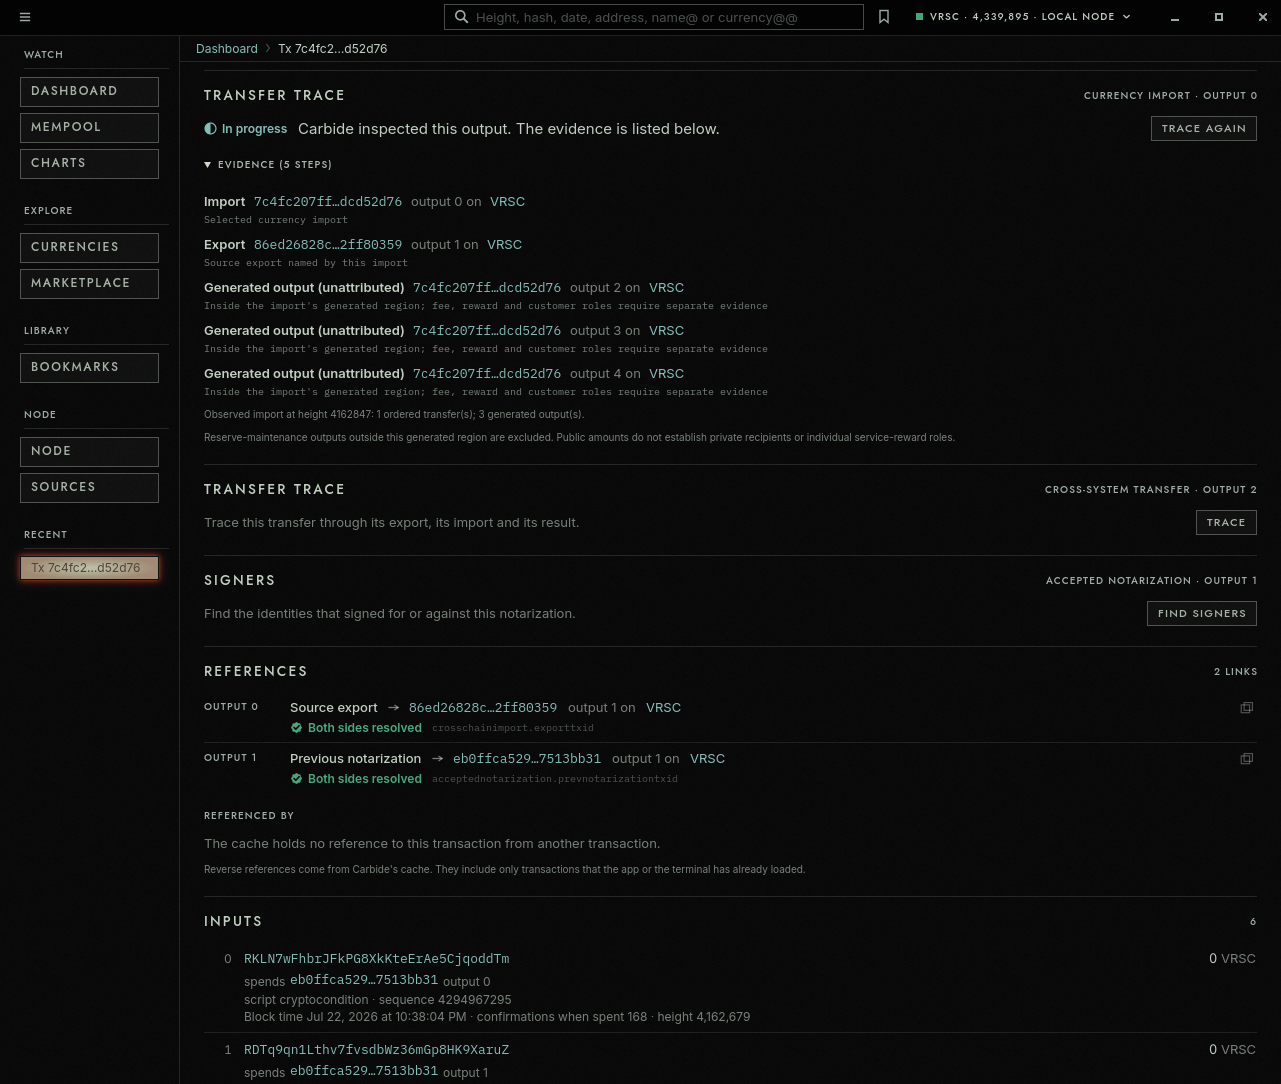 Height, hash, date, address, name@ or currency@@
VRSC · 4,339,895 · LOCAL NODE
WATCH
DASHBOARD
MEMPOOL
CHARTS
EXPLORE
CURRENCIES
MARKETPLACE
LIBRARY
BOOKMARKS
NODE
NODE
SOURCES
RECENT
Tx 7c4fc2…d52d76
Dashboard › Tx 7c4fc2…d52d76
TRANSFER TRACE CURRENCY IMPORT · OUTPUT 0
In progress Carbide inspected this output. The evidence is listed below. TRACE AGAIN
▼ EVIDENCE (5 STEPS)
Import 7c4fc207ff…dcd52d76 output 0 on VRSC
Selected currency import
Export 86ed26828c…2ff80359 output 1 on VRSC
Source export named by this import
Generated output (unattributed) 7c4fc207ff…dcd52d76 output 2 on VRSC
Inside the import's generated region; fee, reward and customer roles require separate evidence
Generated output (unattributed) 7c4fc207ff…dcd52d76 output 3 on VRSC
Inside the import's generated region; fee, reward and customer roles require separate evidence
Generated output (unattributed) 7c4fc207ff…dcd52d76 output 4 on VRSC
Inside the import's generated region; fee, reward and customer roles require separate evidence
Observed import at height 4162847: 1 ordered transfer(s); 3 generated output(s).
Reserve-maintenance outputs outside this generated region are excluded. Public amounts do not establish private recipients or individual service-reward roles.
TRANSFER TRACE CROSS-SYSTEM TRANSFER · OUTPUT 2
Trace this transfer through its export, its import and its result. TRACE
SIGNERS ACCEPTED NOTARIZATION · OUTPUT 1
Find the identities that signed for or against this notarization. FIND SIGNERS
REFERENCES 2 LINKS
OUTPUT 0 Source export → 86ed26828c…2ff80359 output 1 on VRSC
Both sides resolved crosschainimport.exporttxid
OUTPUT 1 Previous notarization → eb0ffca529…7513bb31 output 1 on VRSC
Both sides resolved acceptednotarization.prevnotarizationtxid
REFERENCED BY
The cache holds no reference to this transaction from another transaction.
Reverse references come from Carbide's cache. They include only transactions that the app or the terminal has already loaded.
INPUTS 6
0 RKLN7wFhbrJFkPG8XkKteErAe5CjqoddTm 0 VRSC
spends eb0ffca529…7513bb31 output 0
script cryptocondition · sequence 4294967295
Block time Jul 22, 2026 at 10:38:04 PM · confirmations when spent 168 · height 4,162,679
1 RDTq9qn1Lthv7fvsdbWz36mGp8HK9XaruZ 0 VRSC
spends eb0ffca529…7513bb31 output 1